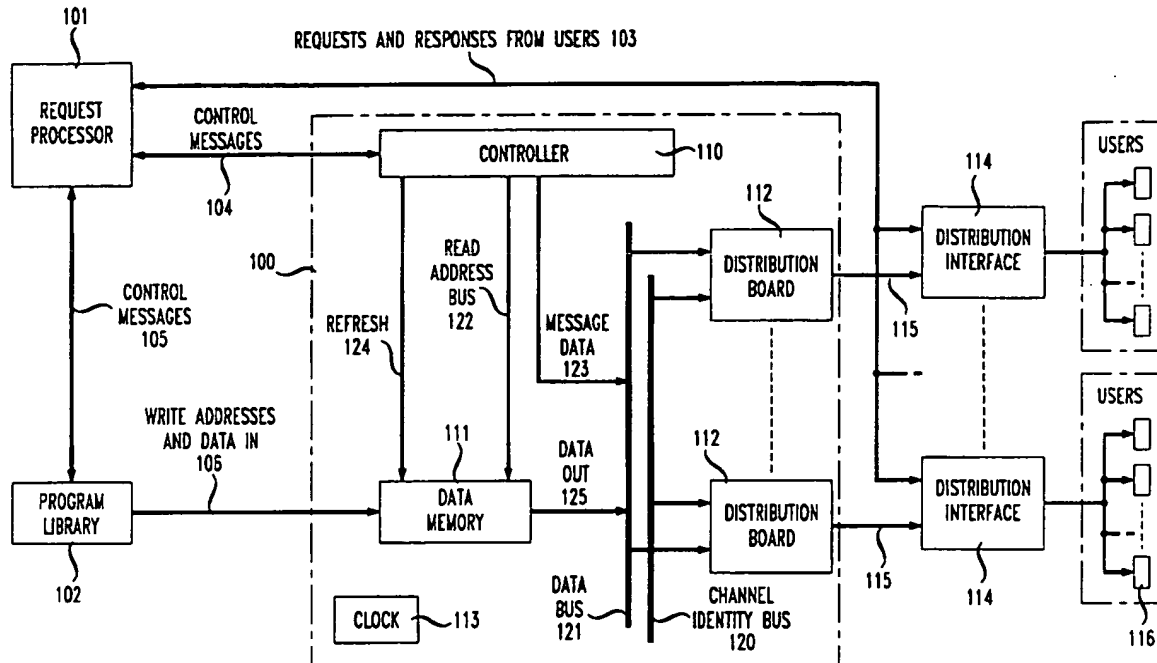 101
REQUESTS AND RESPONSES FROM USERS 103
REQUEST
PROCESSOR
CONTROL
MESSAGES
104
CONTROLLER
110
USERS
114
112
100
READ
ADDRESS
BUS
122
DISTRIBUTION
BOARD
DISTRIBUTION
INTERFACE
115
CONTROL
MESSAGES
105
REFRESH
124
MESSAGE
DATA
123
WRITE ADDRESSES
AND DATA IN
106
111
DATA
OUT
125
112
USERS
PROGRAM
LIBRARY
DATA
MEMORY
DISTRIBUTION
BOARD
DISTRIBUTION
INTERFACE
102
115
114
CLOCK
113
DATA
BUS
121
CHANNEL
IDENTITY BUS
120
116